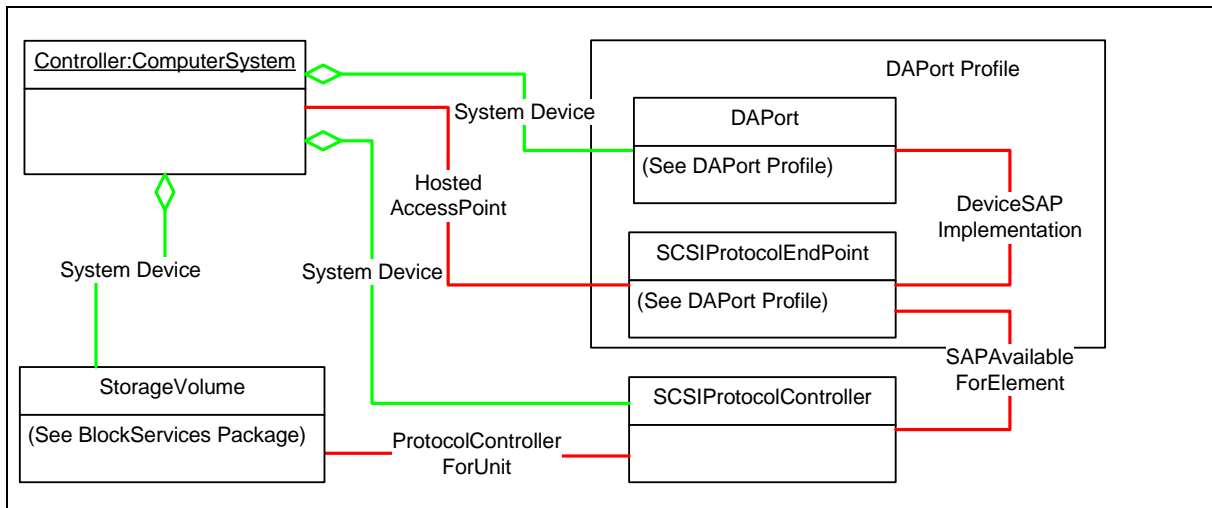 Controller:ComputerSystem
DAPort Profile
System Device
DAPort
(See DAPort Profile)
Hosted
AccessPoint
DeviceSAP
Implementation
System Device
System Device
SCSIProtocolEndPoint
(See DAPort Profile)
SAPAvailable
ForElement
StorageVolume
(See BlockServices Package)
ProtocolController
ForUnit
SCSIProtocolController